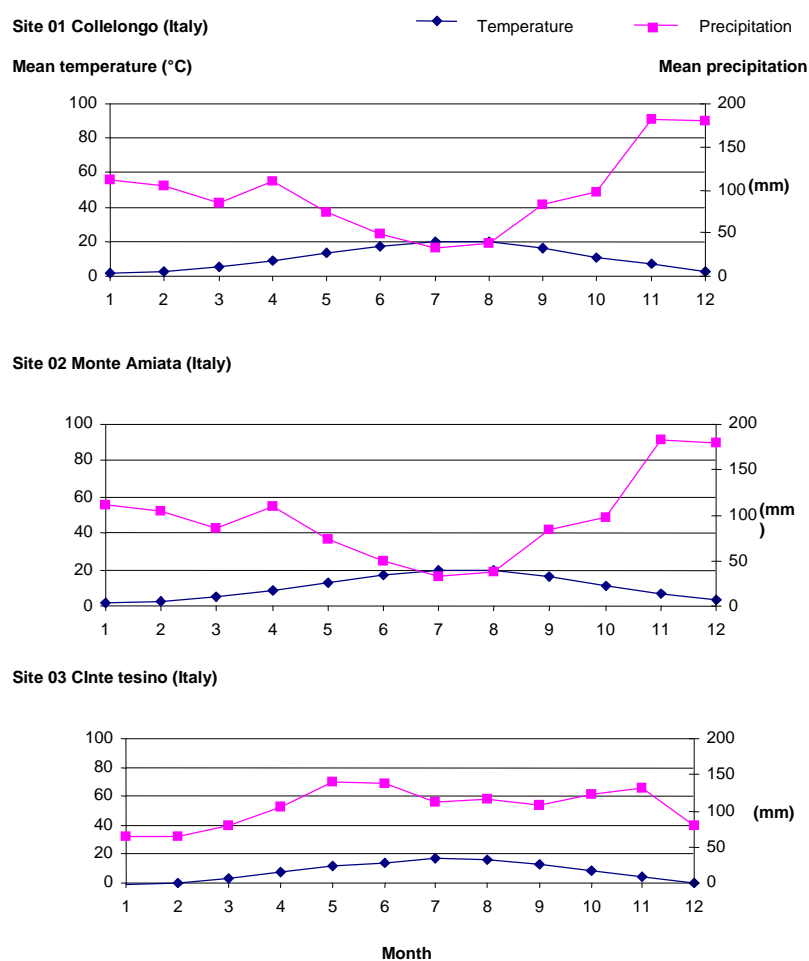 Site 01 Collelongo (Italy) Temperature Precipitation
Mean temperature (°C) Mean precipitation
100 200
80 150
60 100 (mm)
40 50
20
0 0
1 2 3 4 5 6 7 8 9 10 11 12
Site 02 Monte Amiata (Italy)
100 200
80 150
60 100 (mm
)
40 50
20
0 0
1 2 3 4 5 6 7 8 9 10 11 12
Site 03 CInte tesino (Italy)
100 200
80 150
60 100 (mm)
40 50
20
0 0
1 2 3 4 5 6 7 8 9 10 11 12
Month